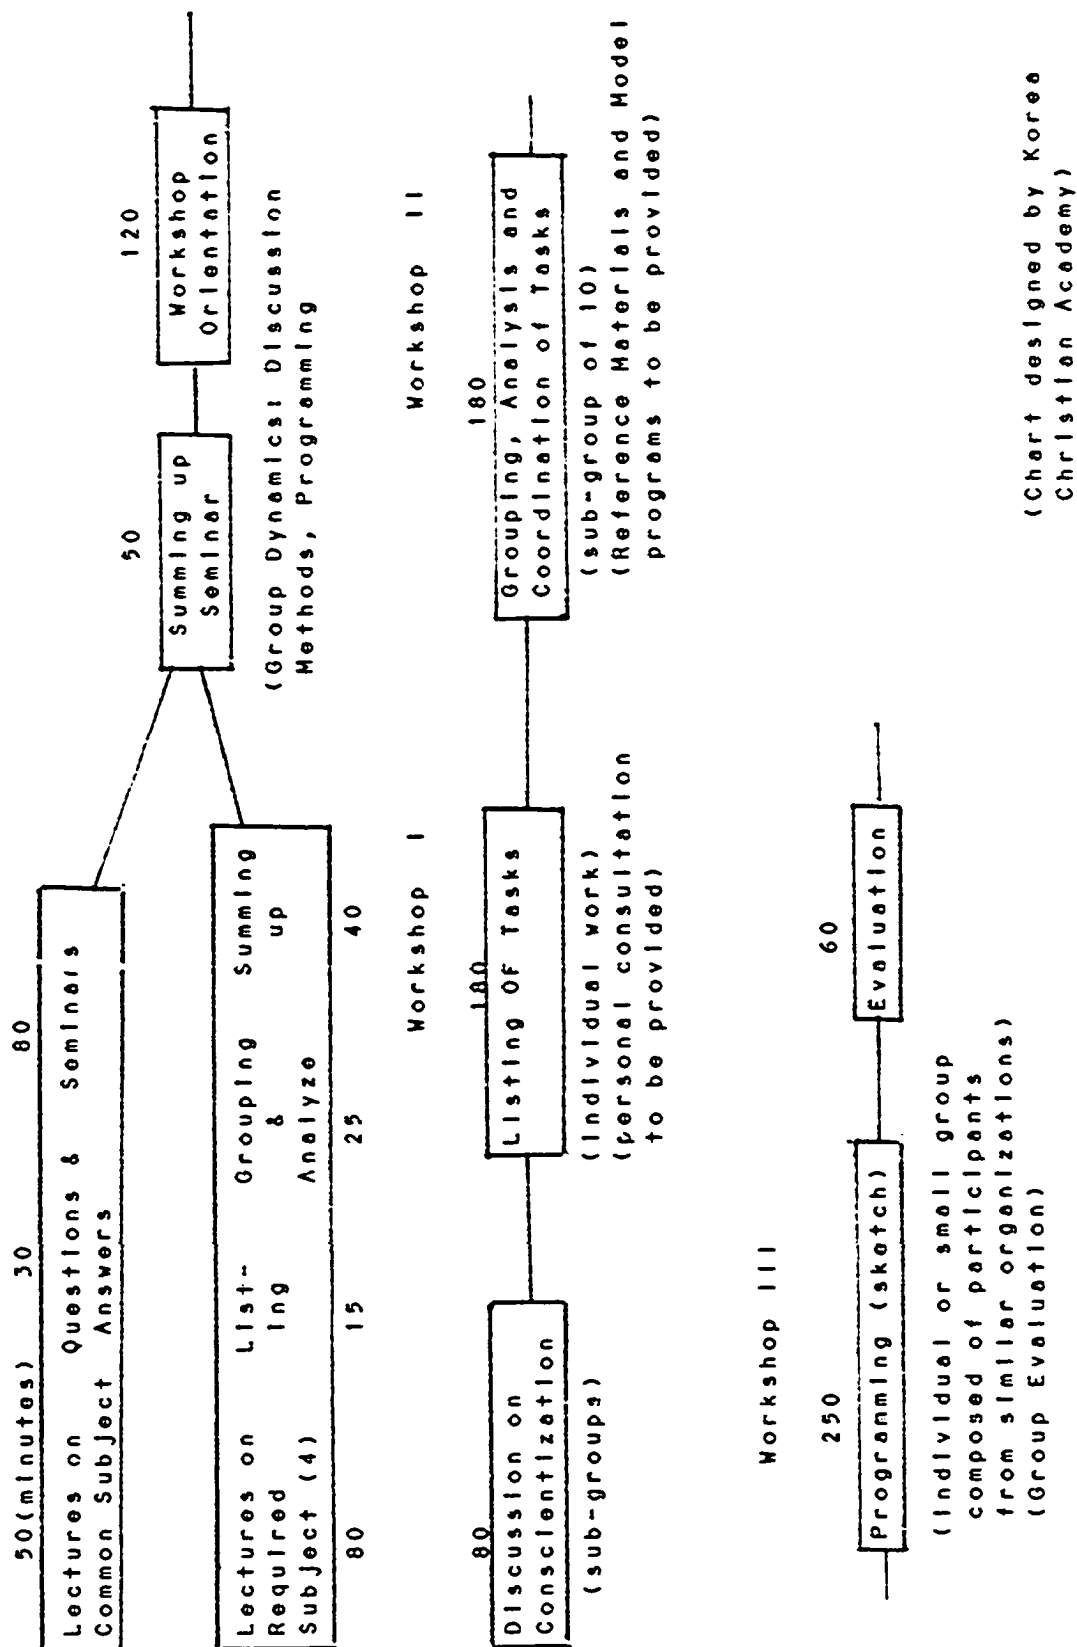 50(minutes) 30 80
Lectures on Questions & Seminars
Common Subject Answers
50
Summing up
Seminar
120
Workshop
Orientation
Lectures on List- Grouping Summing
Required ing & up
Subject (4) Analyze
80 15 25 40
(Group Dynamics: Discussion
Methods, Programming
Workshop I
Workshop II
80
Discussion on
Conscientization
(sub-groups)
180
Listing Of Tasks
(Individual work)
(personal consultation
to be provided)
180
Grouping, Analysis and
Coordination of Tasks
(sub-group of 10)
(Reference Materials and Model
programs to be provided)
Workshop III
250
Programming (sketch)
(Individual or small group
composed of participants
from similar organizations)
(Group Evaluation)
60
Evaluation
(Chart designed by Korea
Christian Academy)